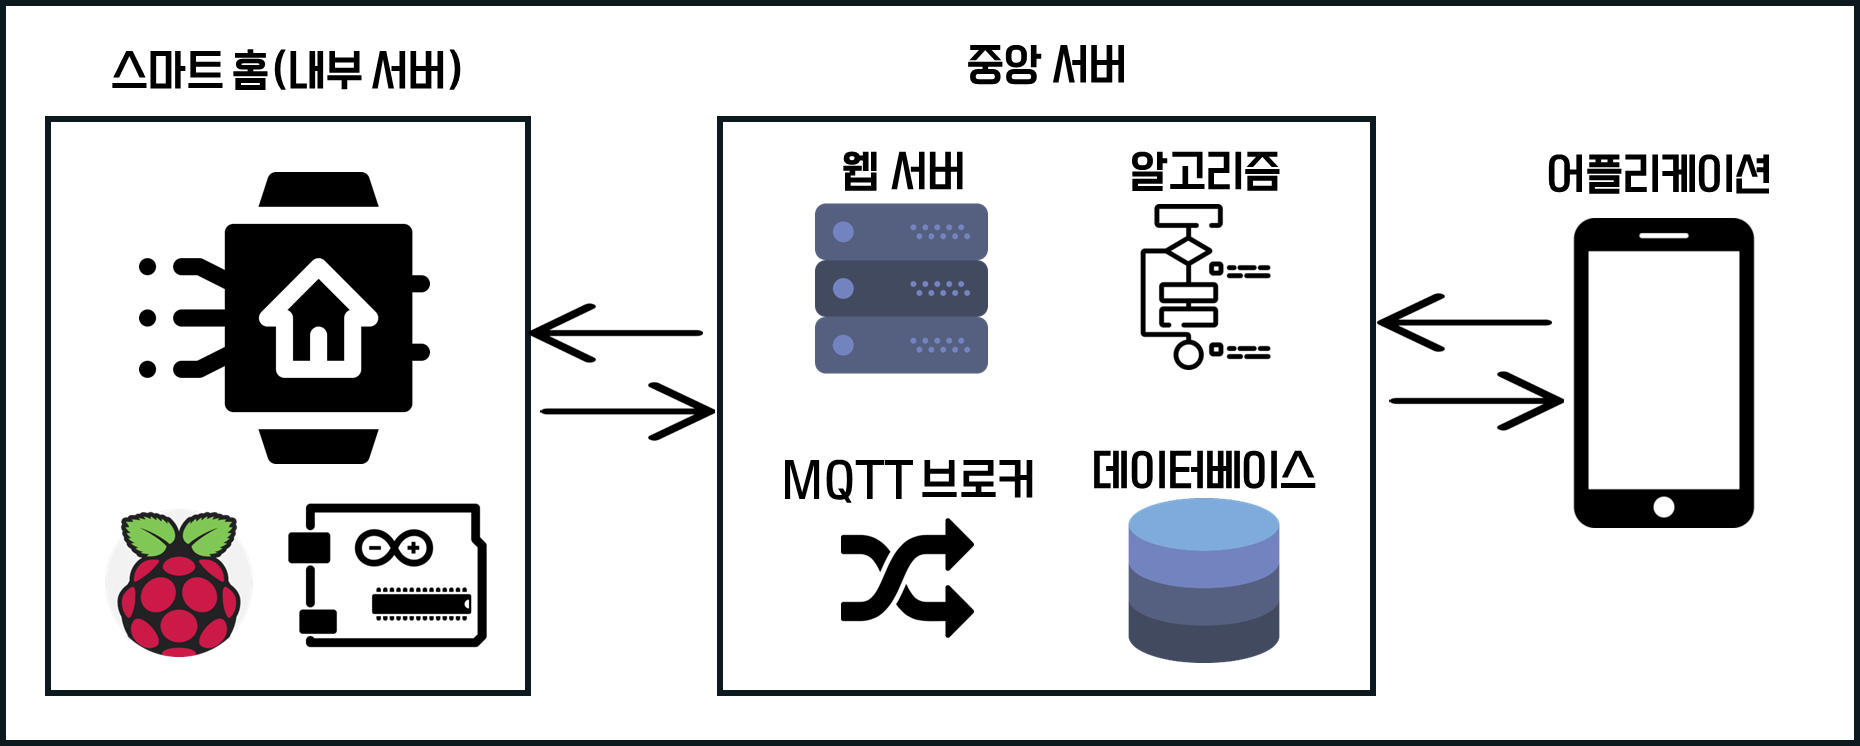 스마트 홈(내부 서버)
중앙 서버
웹 서버
알고리즘
어플리케이션
MQTT 브로커
데이터베이스